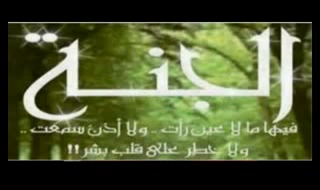 الجنة
فيها ما لا عين رأت .. ولا أذن سمعت ..
ولا خطر على قلب بشر !!